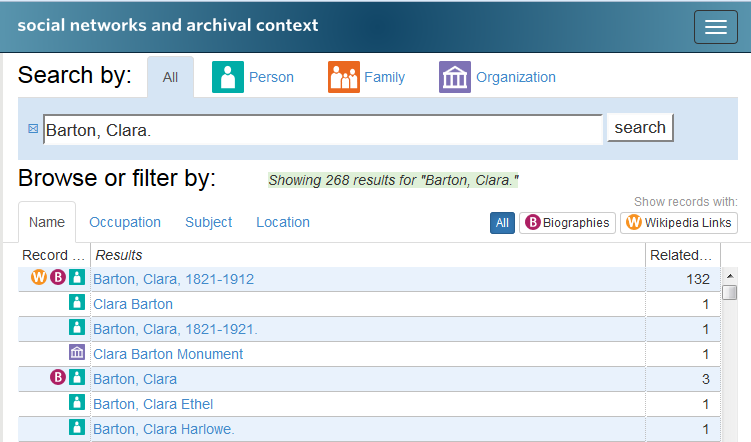 social networks and archival context
Search by: All Person Family Organization
Barton, Clara. search
Browse or filter by: Showing 268 results for "Barton, Clara."
Show records with:
Name Occupation Subject Location All B Biographies W Wikipedia Links
Record ... Results Related...
W B Barton, Clara, 1821-1912 132
Clara Barton 1
Barton, Clara, 1821-1921. 1
Clara Barton Monument 1
B Barton, Clara 3
Barton, Clara Ethel 1
Barton, Clara Harlowe. 1